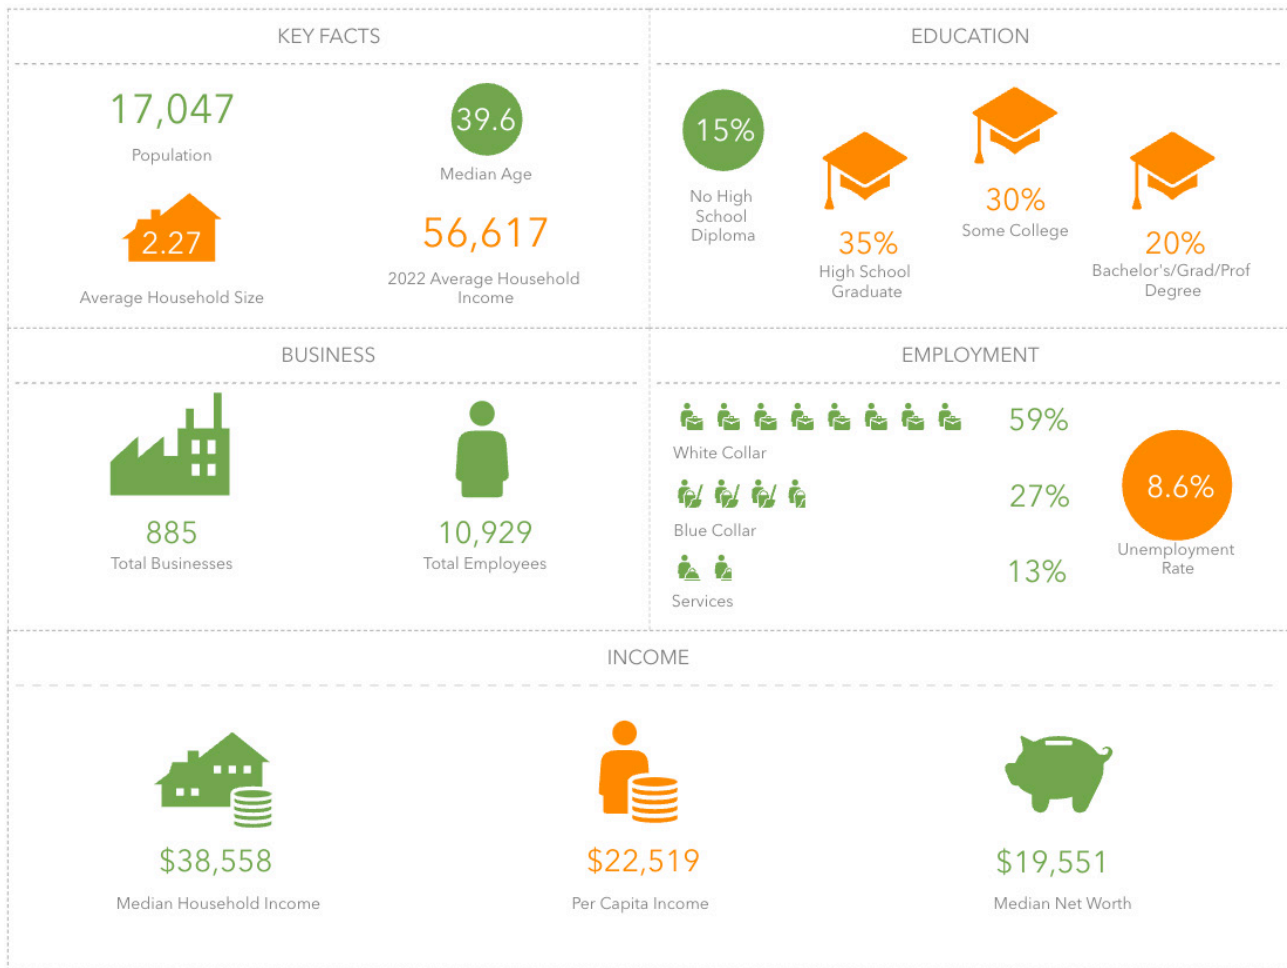 KEY FACTS
17,047
Population
39.6
Median Age
2.27
Average Household Size
56,617
2022 Average Household
Income
EDUCATION
15%
No High
School
Diploma
35%
High School
Graduate
30%
Some College
20%
Bachelor's/Grad/Prof
Degree
BUSINESS
885
Total Businesses
10,929
Total Employees
EMPLOYMENT
59%
White Collar
27%
Blue Collar
13%
Services
8.6%
Unemployment
Rate
INCOME
$38,558
Median Household Income
$22,519
Per Capita Income
$19,551
Median Net Worth